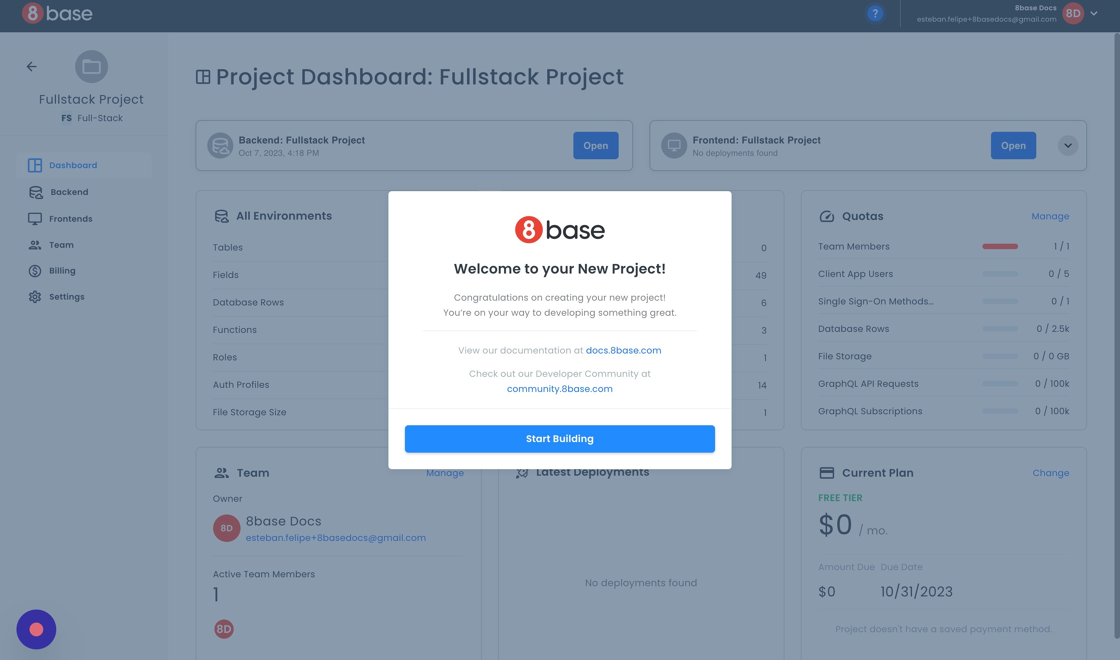 8base
?
8base Docs
esteban.felipe+8basedocs@gmail.com
8D
Fullstack Project
FS Full-Stack
Dashboard
Backend
Frontends
Team
Billing
Settings
Project Dashboard: Fullstack Project
Backend: Fullstack Project
Oct 7, 2023, 4:18 PM
Open
Frontend: Fullstack Project
No deployments found
Open
All Environments
Tables
0
Fields
49
Database Rows
6
Functions
3
Roles
1
Auth Profiles
14
File Storage Size
1
8base
Welcome to your New Project!
Congratulations on creating your new project!
You're on your way to developing something great.
View our documentation at docs.8base.com
Check out our Developer Community at
community.8base.com
Start Building
Quotas
Manage
Team Members 1 / 1
Client App Users 0 / 5
Single Sign-On Methods... 0 / 1
Database Rows 0 / 2.5k
File Storage 0 / 0 GB
GraphQL API Requests 0 / 100k
GraphQL Subscriptions 0 / 100k
Team
Manage
Owner
8D
8base Docs
esteban.felipe+8basedocs@gmail.com
Active Team Members
1
8D
Latest Deployments
No deployments found
Current Plan
Change
FREE TIER
$0 / mo.
Amount Due Due Date
$0 10/31/2023
Project doesn't have a saved payment method.